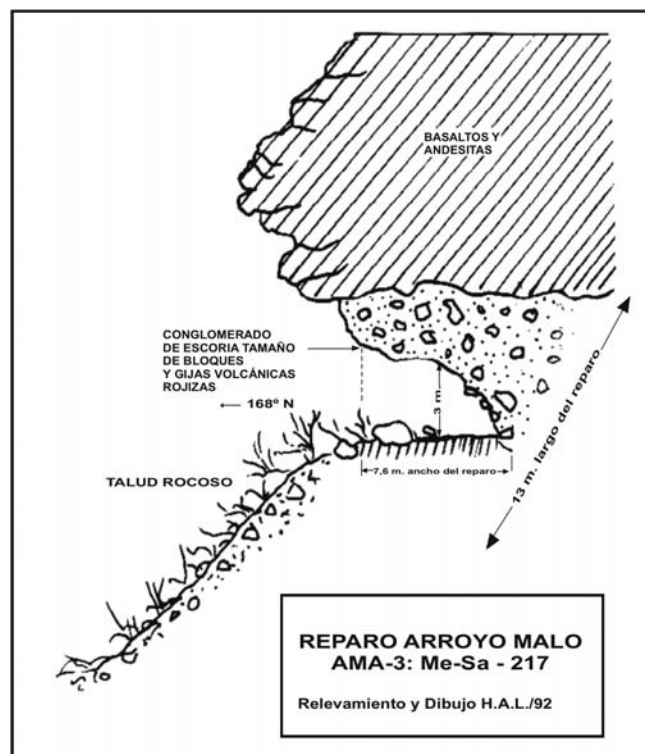 BASALTOS Y
ANDESITAS
CONGLOMERADO
DE ESCORIA TAMAÑO
DE BLOQUES
Y GIJAS VOLCÁNICAS
ROJIZAS
← 168º N
3 m
7,6 m. ancho del reparo
13 m. largo del reparo
TALUD ROCOSO
REPARO ARROYO MALO
AMA-3: Me-Sa - 217
Relevamiento y Dibujo H.A.L./92